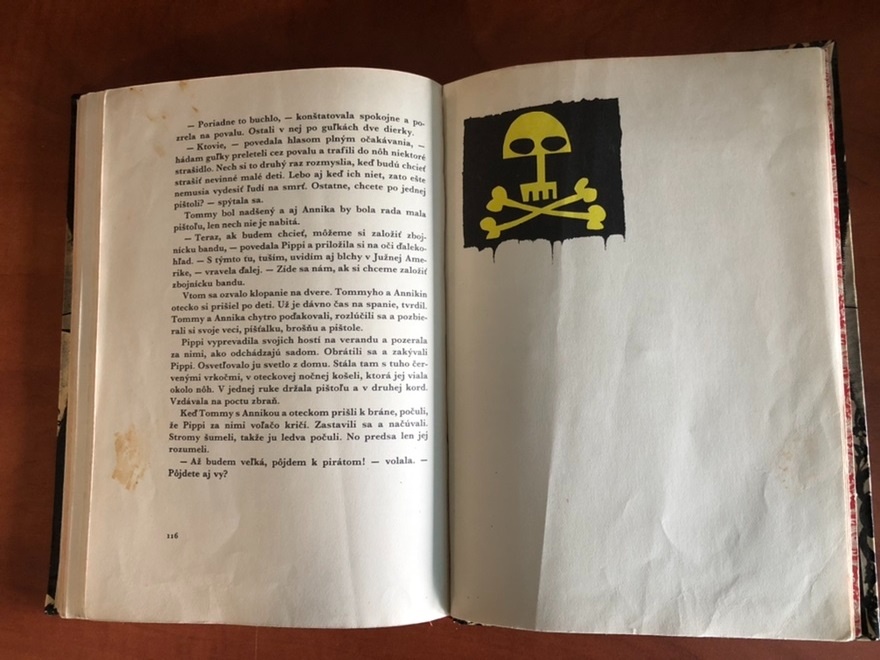 — Poriadne to buchlo, — konštatovala spokojne a po-
zrela na povalu. Ostali v nej po guľkách dve dierky.
— Ktovie, — povedala hlasom plným očakávania, —
hádam guľky preleteli cez povalu a trafili do nôh niektoré
strašidlo. Nech si to druhý raz rozmyslia, keď budú chcieť
strašiť nevinné malé deti. Lebo aj keď ich niet, zato ešte
nemusia vydesiť ľudí na smrť. Ostatne, chcete po jednej
pištoli? — spýtala sa.
Tommy bol nadšený a aj Annika by bola rada mala
pištoľu, len nech nie je nabitá.
— Teraz, ak budem chcieť, môžeme si založiť zboj-
nícku bandu, — povedala Pippi a priložila si na oči ďaleko-
hľad. — S týmto tu, tuším, uvidím aj blchy v Južnej Ame-
rike, — vravela ďalej. — Zíde sa nám, ak si chceme založiť
zbojnícku bandu.
Vtom sa ozvalo klopanie na dvere. Tommyho a Annikin
otecko si prišiel po deti. Už je dávno čas na spanie, tvrdil.
Tommy a Annika chytro poďakovali, rozlúčili sa a pozbie-
rali si svoje veci, píšťalku, brošňu a pištole.
Pippi vyprevadila svojich hostí na verandu a pozerala
za nimi, ako odchádzajú sadom. Obrátili sa a zakývali
Pippi. Osvetľovalo ju svetlo z domu. Stála tam s tuho čer-
venými vrkočmi, v oteckovej nočnej košeli, ktorá jej viala
okolo nôh. V jednej ruke držala pištoľu a v druhej kord.
Vzdávala na poctu zbraň.
Keď Tommy s Annikou a oteckom prišli k bráne, počuli,
že Pippi za nimi voľačo kričí. Zastavili sa a načúvali.
Stromy šumeli, takže ju ledva počuli. No predsa len jej
rozumeli.
— Až budem veľká, pôjdem k pirátom! — volala. —
Pôjdete aj vy?
116